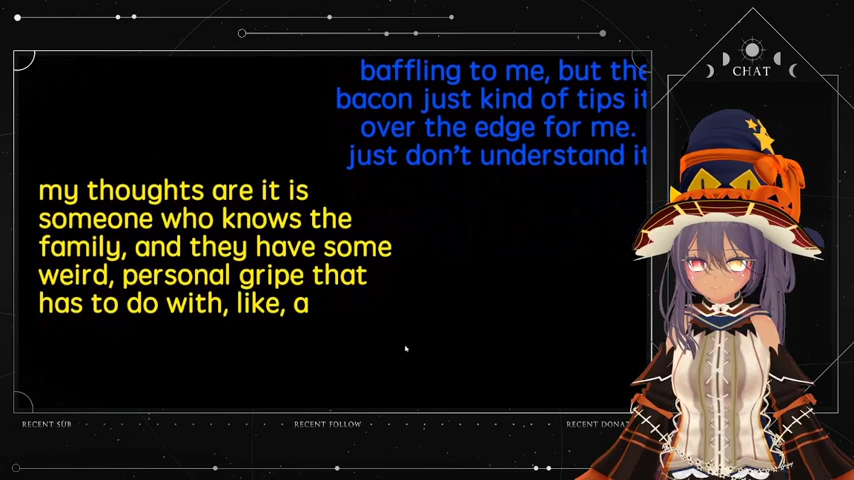 baffling to me, but the
bacon just kind of tips it
over the edge for me.
just don't understand it
my thoughts are it is
someone who knows the
family, and they have some
weird, personal gripe that
has to do with, like, a
CHAT
RECENT SUB
RECENT FOLLOW
RECENT